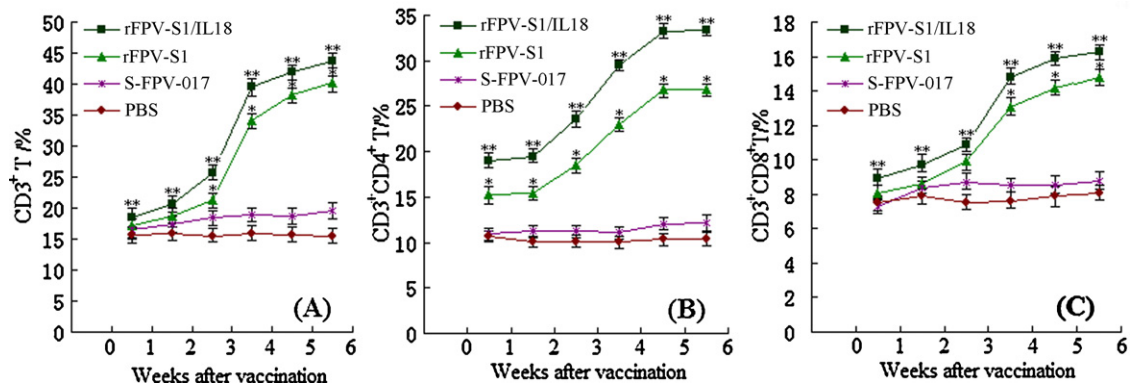 CD3+ T /%
50
45
40
35
30
25
20
15
10
5
0
rFPV-S1/IL18
rFPV-S1
S-FPV-017
PBS
** ** ** ** ** **
* * * *
(A)
0 1 2 3 4 5 6
Weeks after vaccination
CD3+CD4+ T/%
35
30
25
20
15
10
5
0
rFPV-S1/IL18
rFPV-S1
S-FPV-017
PBS
** ** ** ** ** **
* * * * * *
(B)
0 1 2 3 4 5 6
Weeks after vaccination
CD3+CD8+T/%
18
16
14
12
10
8
6
4
2
0
rFPV-S1/IL18
rFPV-S1
S-FPV-017
PBS
** ** ** ** ** **
* * *
(C)
0 1 2 3 4 5 6
Weeks after vaccination